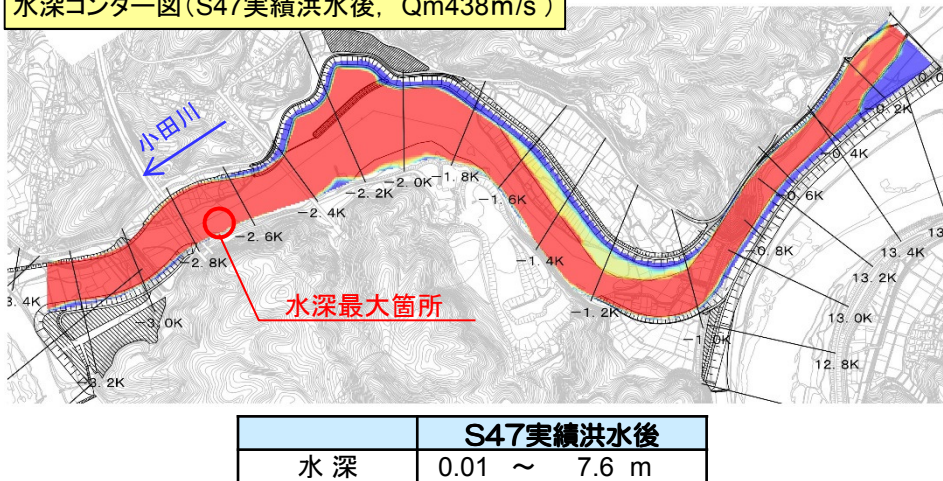 水深コンター図(S47実績洪水後, Qm438m/s )
小田川
0.0
-0.2K
-0.4K
-0.6K
-0.8K
-1.0K
-1.2K
-1.4K
-1.6K
-1.8K
-2.0K
-2.2K
-2.4K
-2.6K
-2.8K
-3.0K
-3.2K
3.4K
13.4K
13.2K
13.0K
12.8K
水深最大箇所
S47実績洪水後
水 深 0.01 ~ 7.6 m